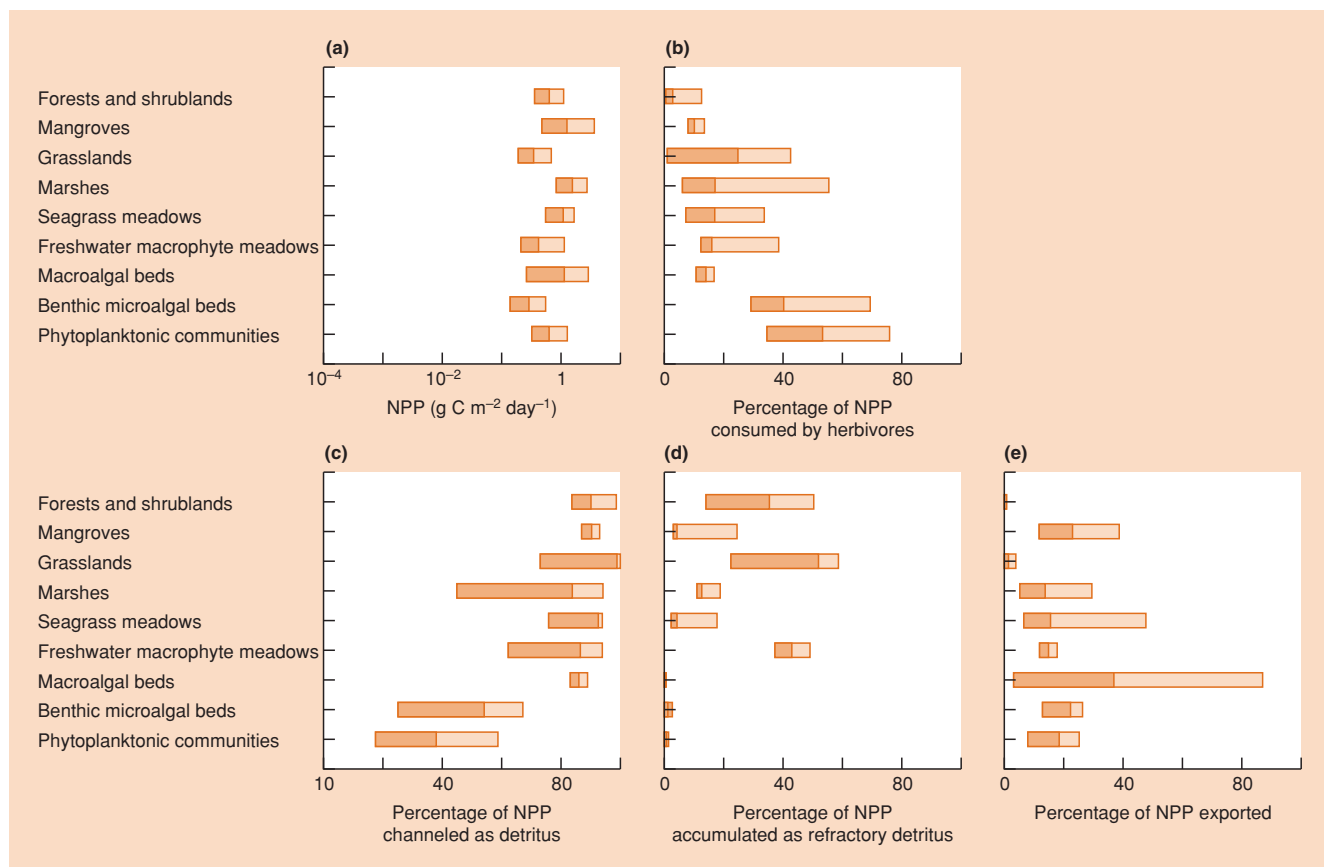 (a)
(b)
Forests and shrublands
Mangroves
Grasslands
Marshes
Seagrass meadows
Freshwater macrophyte meadows
Macroalgal beds
Benthic microalgal beds
Phytoplanktonic communities
10⁻⁴
10⁻²
1
0
40
80
NPP (g C m⁻² day⁻¹)
Percentage of NPP
consumed by herbivores
(c)
(d)
(e)
Forests and shrublands
Mangroves
Grasslands
Marshes
Seagrass meadows
Freshwater macrophyte meadows
Macroalgal beds
Benthic microalgal beds
Phytoplanktonic communities
10
40
80
0
40
80
0
40
80
Percentage of NPP
channeled as detritus
Percentage of NPP
accumulated as refractory detritus
Percentage of NPP exported